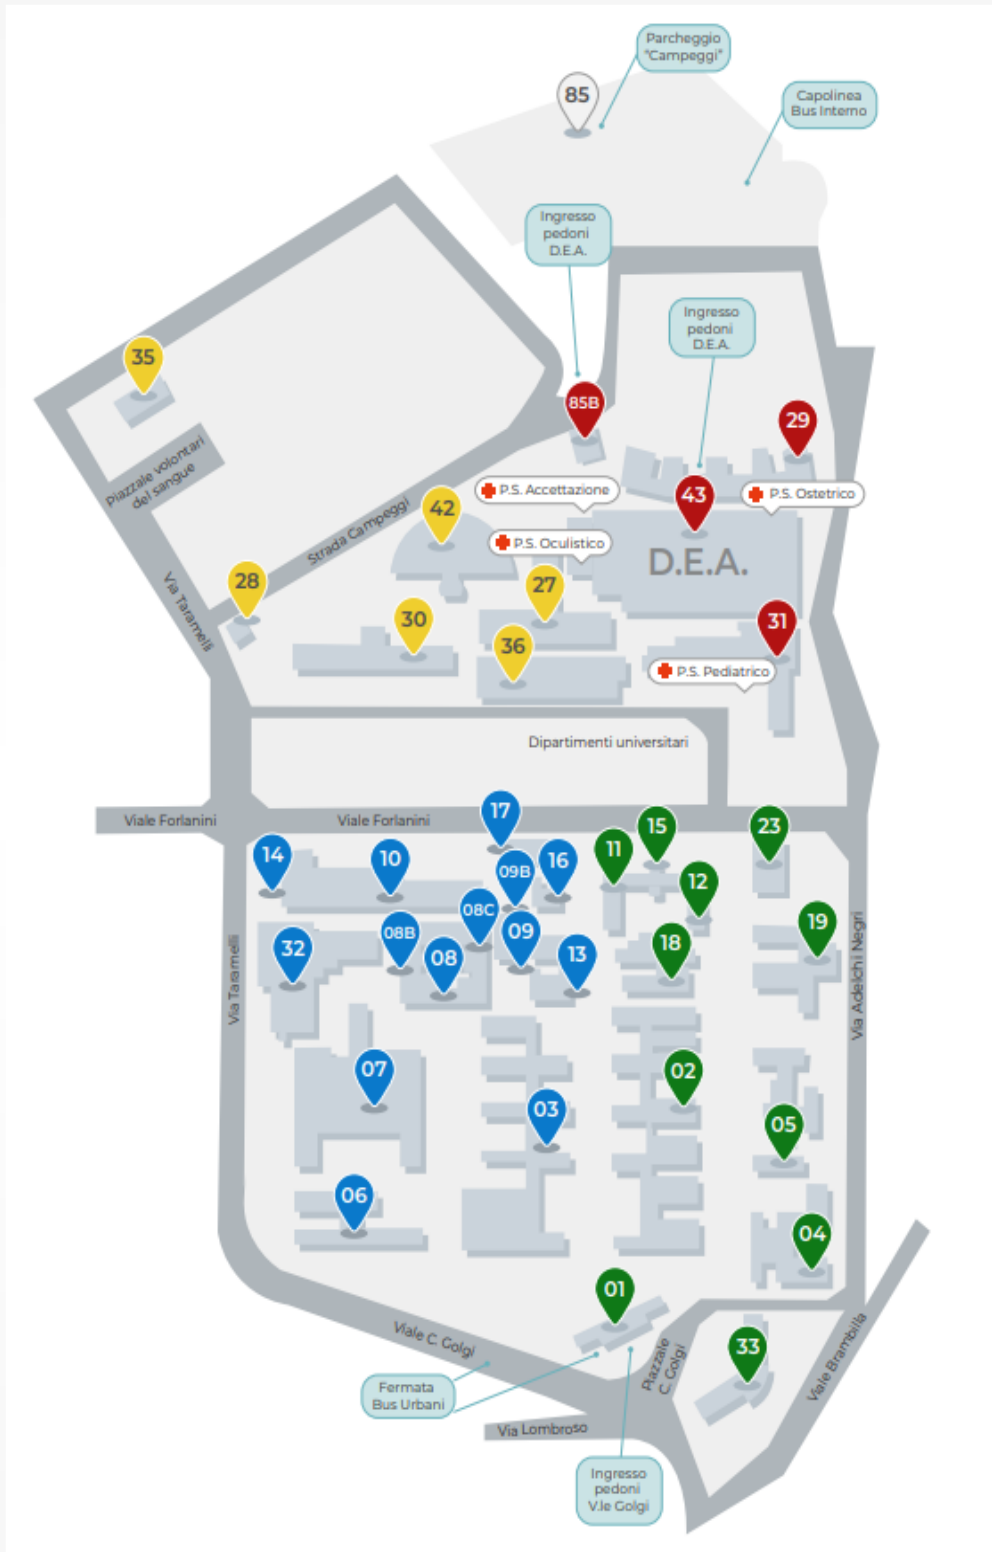 Parcheggio
"Campeggi"
85
Capolinea
Bus Interno
Ingresso
pedoni
D.E.A.
Ingresso
pedoni
D.E.A.
35
85B
29
Piazzale volontari
del sangue
P.S. Accettazione
43
P.S. Ostetrico
42
Strada Campeggi
P.S. Oculistico
D.E.A.
28
27
Via Taramelli
30
31
36
P.S. Pediatrico
Dipartimenti universitari
Viale Forlanini
Viale Forlanini
17
15
23
14
10
09B
16
11
12
08C
32
08B
08
09
13
18
19
Via Taramelli
Via Adelchi Negri
07
02
03
05
06
04
01
Viale C. Golgi
Piazzale
C. Golgi
33
Viale Brambilla
Fermata
Bus Urbani
Via Lombroso
Ingresso
pedoni
V.le Golgi